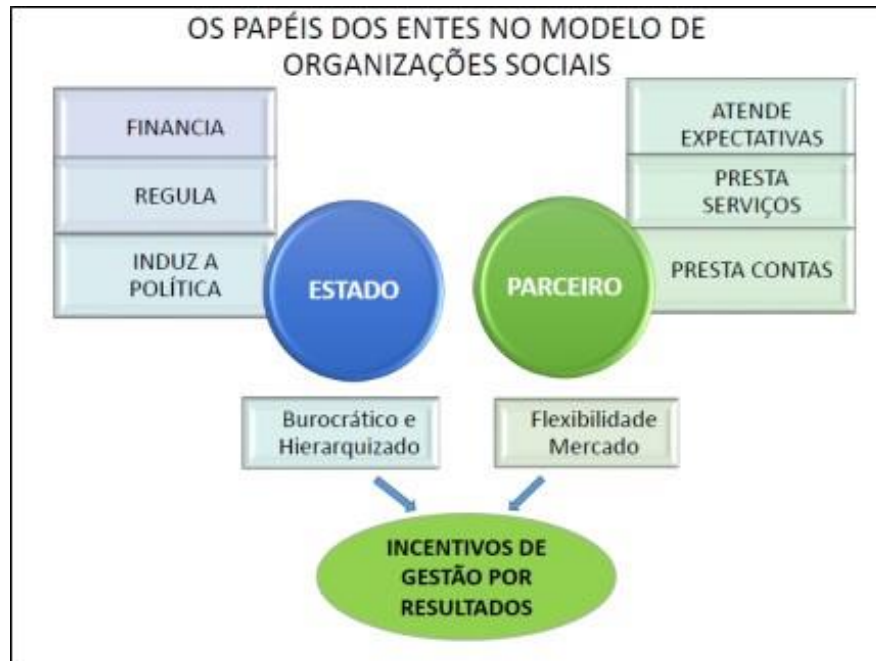 OS PAPÉIS DOS ENTES NO MODELO DE
ORGANIZAÇÕES SOCIAIS
FINANCIA
REGULA
INDUZ A
POLÍTICA
ESTADO
PARCEIRO
ATENDE
EXPECTATIVAS
PRESTA
SERVIÇOS
PRESTA CONTAS
Burocrático e
Hierarquizado
Flexibilidade
Mercado
INCENTIVOS DE
GESTÃO POR
RESULTADOS